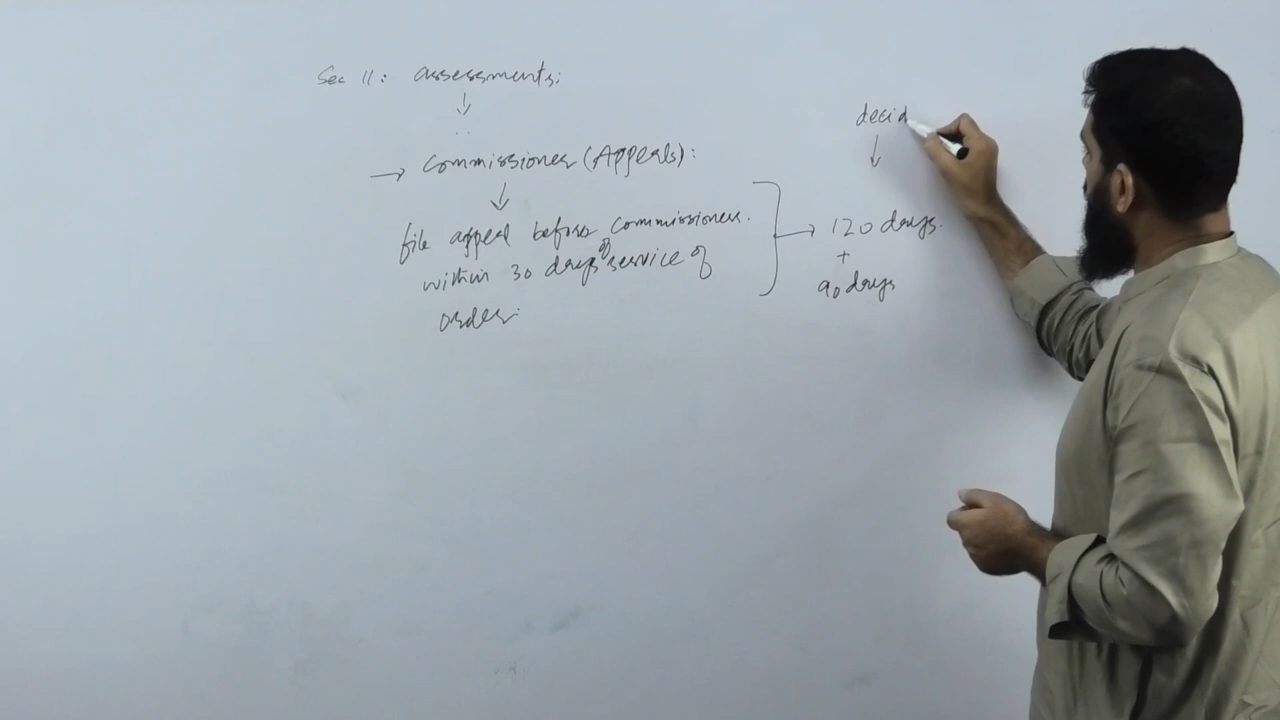 Sec 11: assessments:
↓
..
→ Commissioner (Appeals):
↓
file appeal before Commissioner.
within 30 days of service of
order.
decid
↓
→ 120 days.
+
90 days